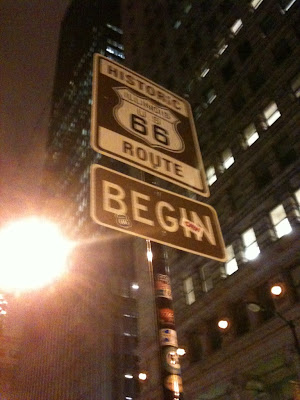 HISTORIC
ILLINOIS
U S
66
ROUTE
BEGIN